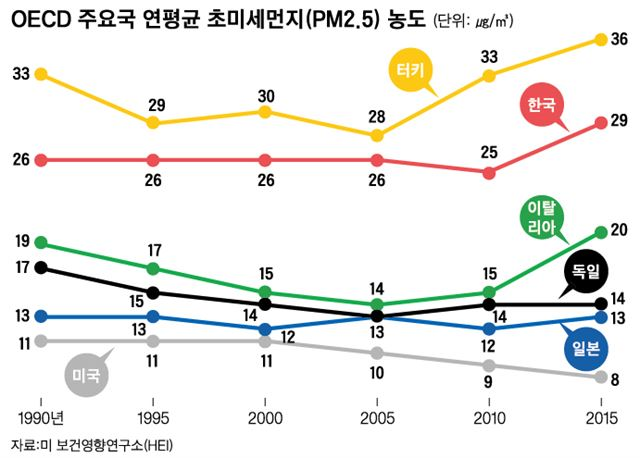 OECD 주요국 연평균 초미세먼지(PM2.5) 농도 (단위: ㎍/㎥)
터키
33 29 30 28 33 36
한국
26 26 26 26 25 29
이탈
리아
19 17 15 14 15 20
독일
17 15 14 13 14 14
일본
13 13 12 12 13
미국
11 11 11 10 9 8
1990년 1995 2000 2005 2010 2015
자료:미 보건영향연구소(HEI)